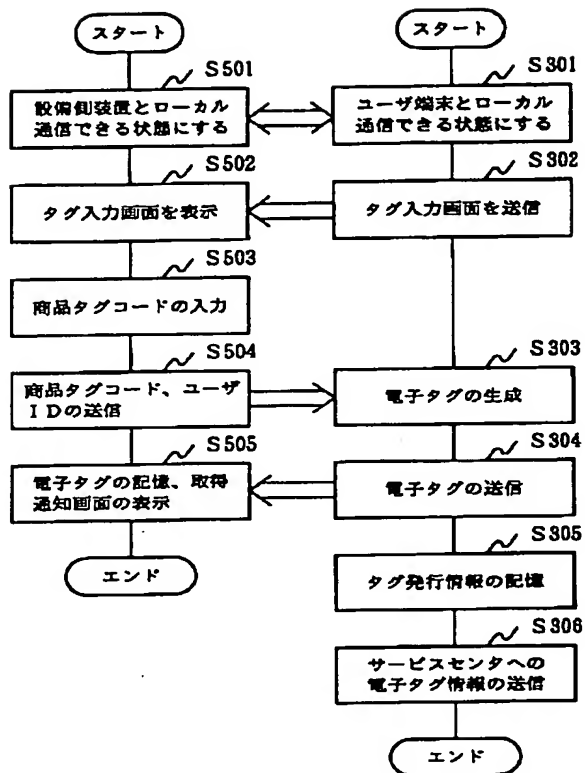 スタート
S501
設備側装置とローカル
通信できる状態にする
S502
タグ入力画面を表示
S503
商品タグコードの入力
S504
商品タグコード、ユーザ
IDの送信
S505
電子タグの記憶、取得
通知画面の表示
エンド
スタート
S301
ユーザ端末とローカル
通信できる状態にする
S302
タグ入力画面を送信
S303
電子タグの生成
S304
電子タグの送信
S305
タグ発行情報の記憶
S306
サービスセンタへの
電子タグ情報の送信
エンド